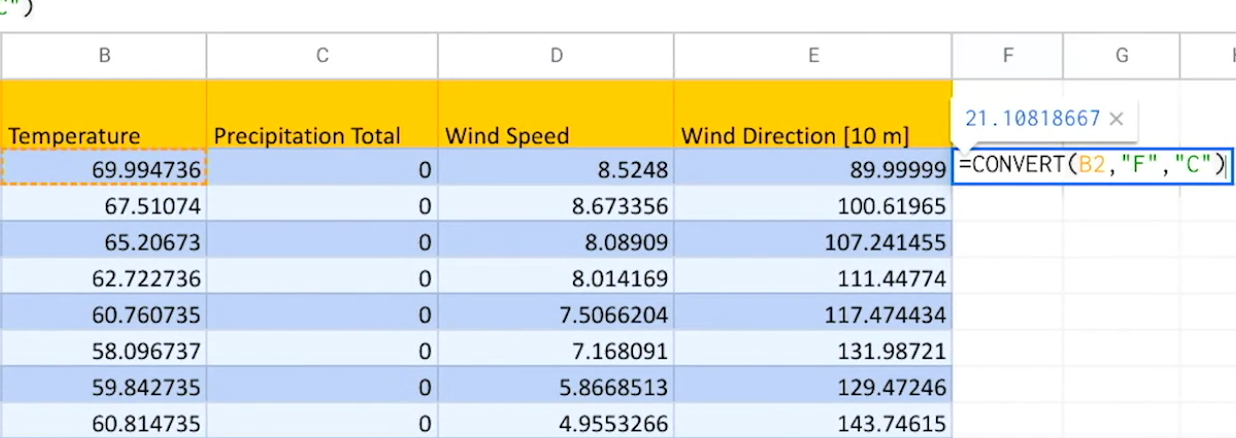 C")
B C D E F G
Temperature Precipitation Total Wind Speed Wind Direction [10 m]
21.10818667 ×
69.994736 0 8.5248 89.99999 =CONVERT(B2,"F","C")
67.51074 0 8.673356 100.61965
65.20673 0 8.08909 107.241455
62.722736 0 8.014169 111.44774
60.760735 0 7.5066204 117.474434
58.096737 0 7.168091 131.98721
59.842735 0 5.8668513 129.47246
60.814735 0 4.9553266 143.74615